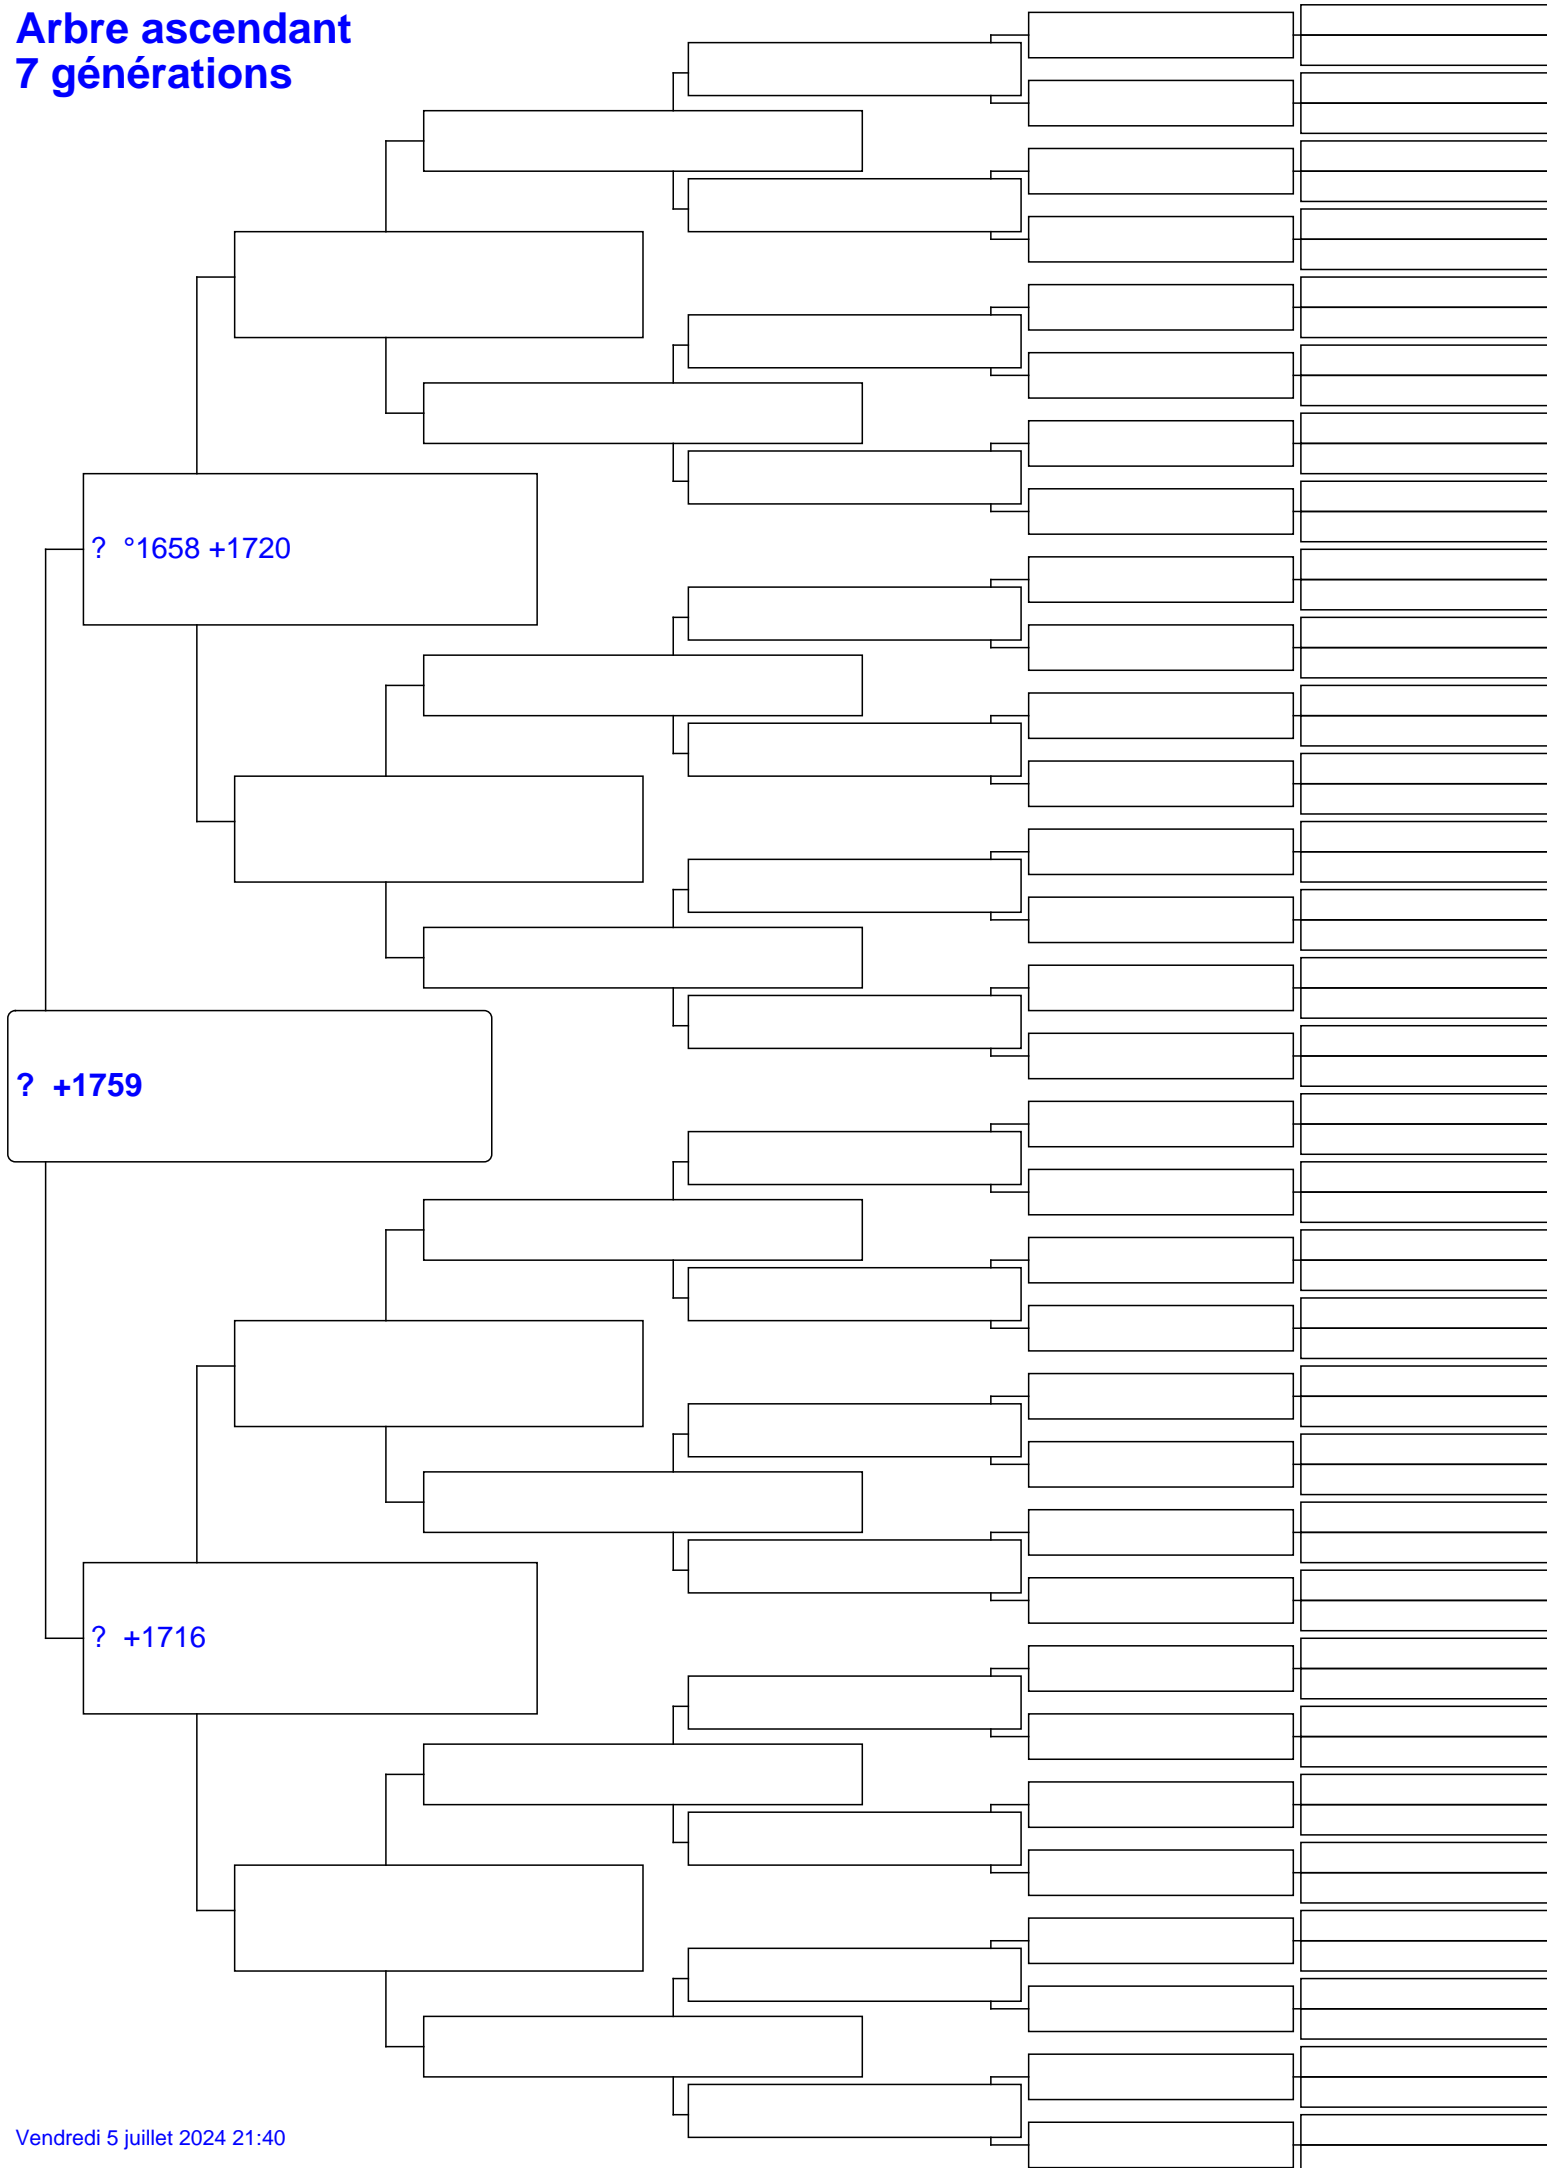 Arbre ascendant
7 générations
? °1658 +1720
? +1759
? +1716
Vendredi 5 juillet 2024 21:40